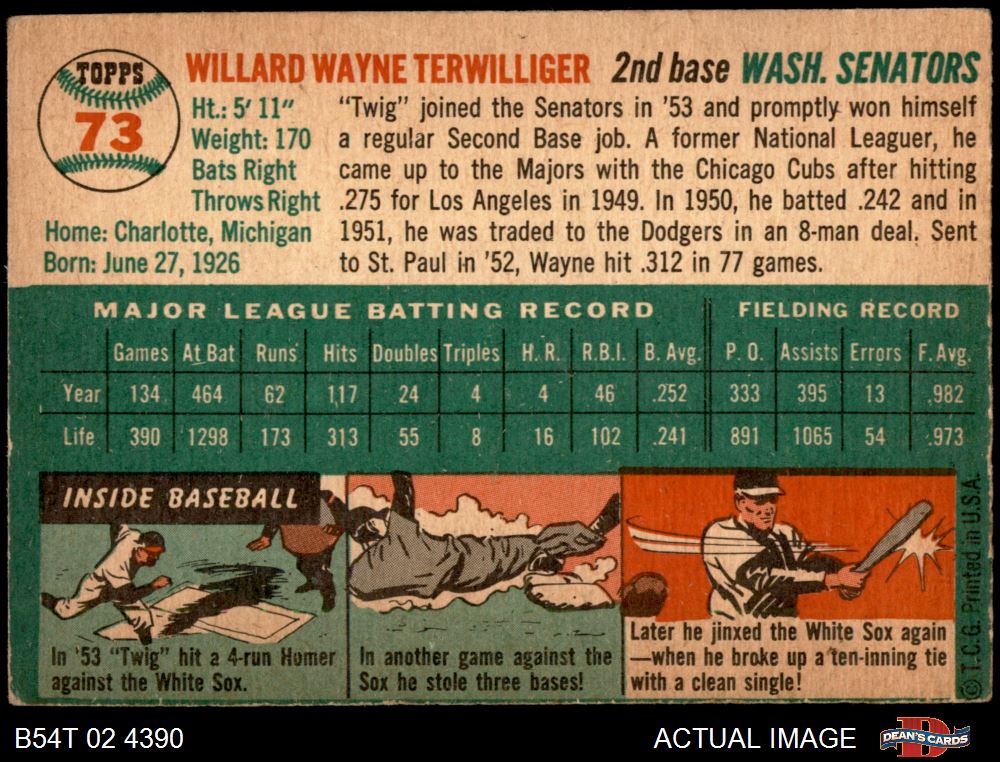 TOPPS
73
WILLARD WAYNE TERWILLIGER 2nd base WASH. SENATORS
Ht.: 5' 11"
Weight: 170
Bats Right
Throws Right
Home: Charlotte, Michigan
Born: June 27, 1926
"Twig" joined the Senators in '53 and promptly won himself
a regular Second Base job. A former National Leaguer, he
came up to the Majors with the Chicago Cubs after hitting
.275 for Los Angeles in 1949. In 1950, he batted .242 and in
1951, he was traded to the Dodgers in an 8-man deal. Sent
to St. Paul in '52, Wayne hit .312 in 77 games.
MAJOR LEAGUE BATTING RECORD FIELDING RECORD
Games At Bat Runs Hits Doubles Triples H. R. R.B.I. B. Avg. P. O. Assists Errors F. Avg.
Year 134 464 62 117 24 4 4 46 .252 333 395 13 .982
Life 390 1298 173 313 55 8 16 102 .241 891 1065 54 .973
INSIDE BASEBALL
In '53 "Twig" hit a 4-run Homer
against the White Sox.
In another game against the
Sox he stole three bases!
Later he jinxed the White Sox again
—when he broke up a ten-inning tie
with a clean single!
© T.C.G. Printed in U.S.A.
B54T 02 4390 ACTUAL IMAGE
DEAN'S CARDS